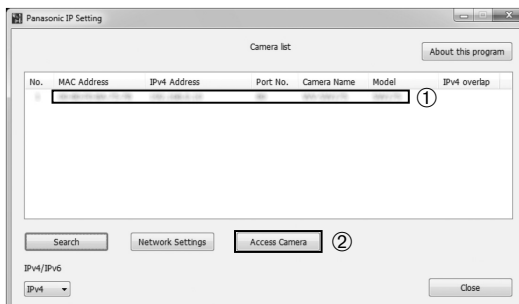 Panasonic IP Setting
Camera list
About this program
No. MAC Address IPv4 Address Port No. Camera Name Model IPv4 overlap
①
Search Network Settings Access Camera ②
IPv4/IPv6
IPv4 Close